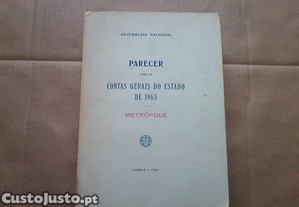 ASSEMBLEIA NACIONAL
PARECER
SOBRE AS
CONTAS GERAIS DO ESTADO
DE 1963
METRÓPOLE
LISBOA
CustoJusto.pt